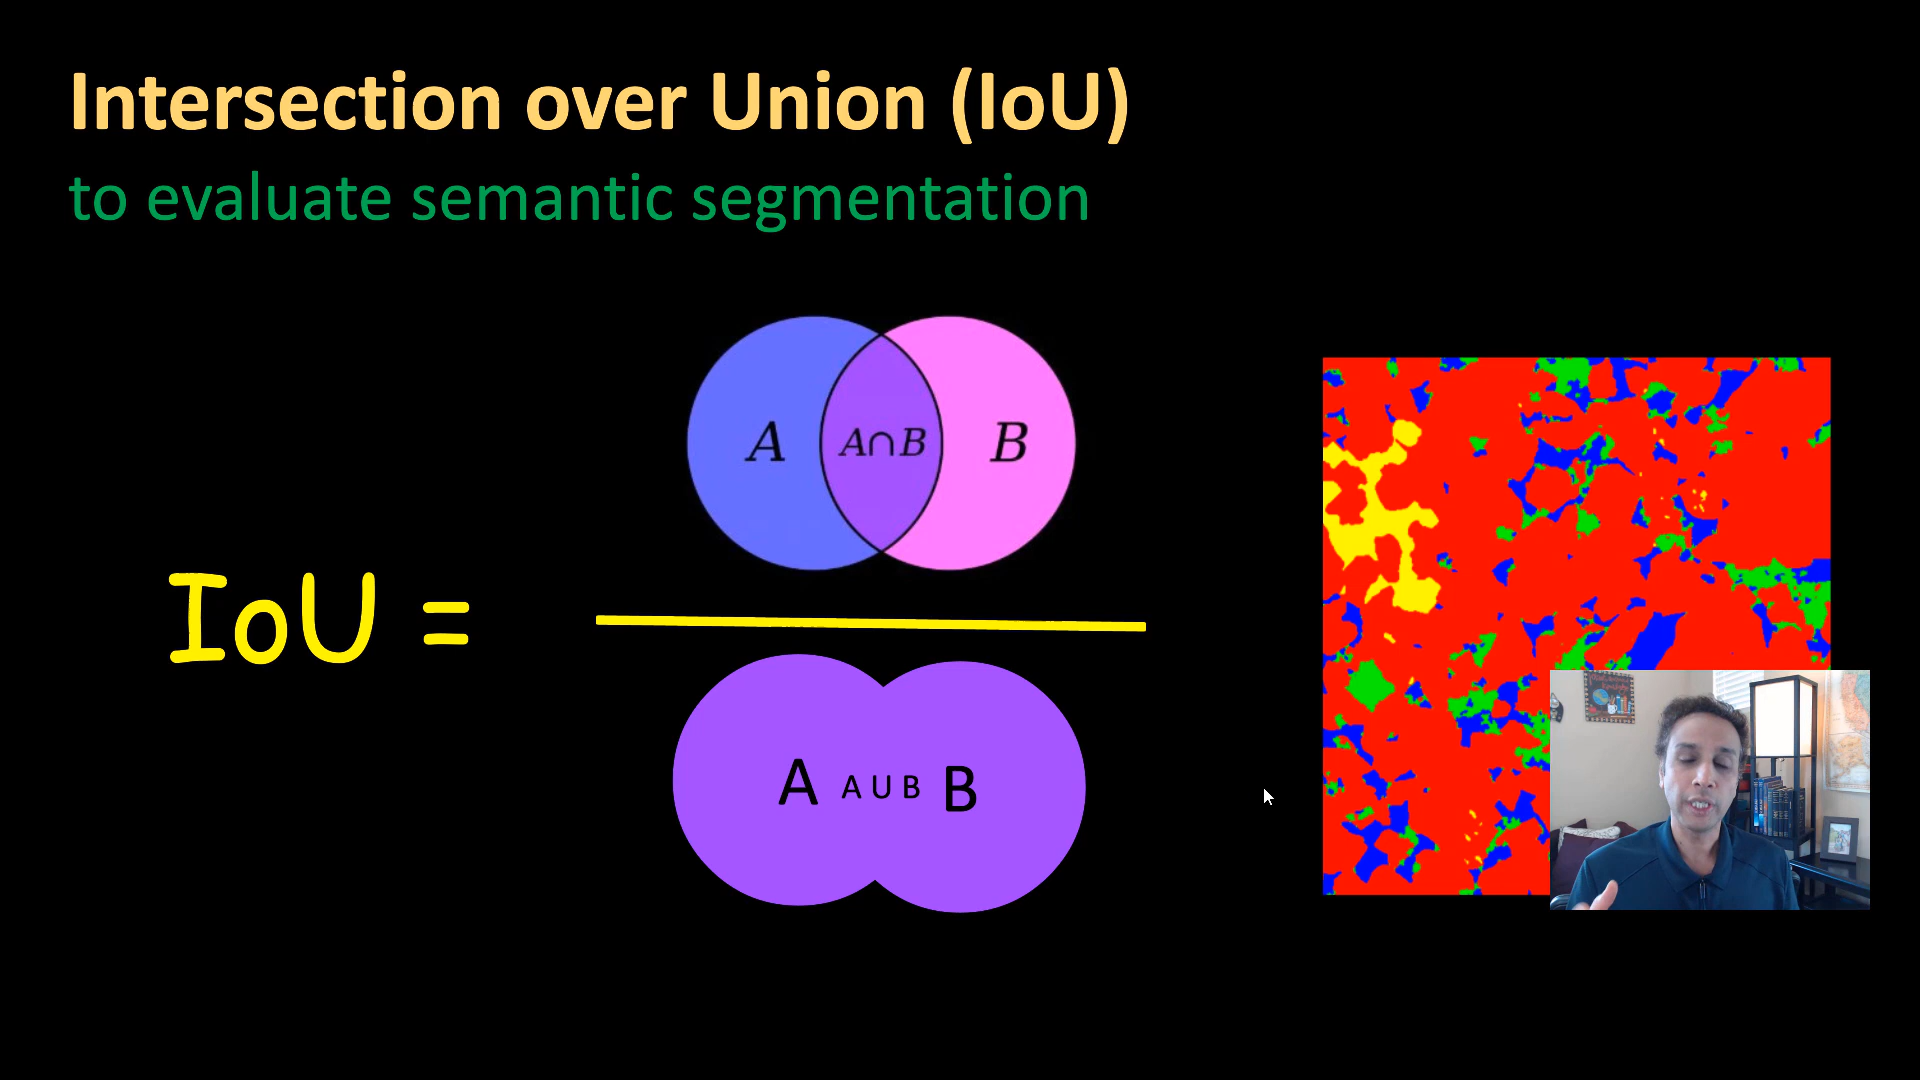 Intersection over Union (IoU)
to evaluate semantic segmentation
A A∩B B
IoU =
A A U B B